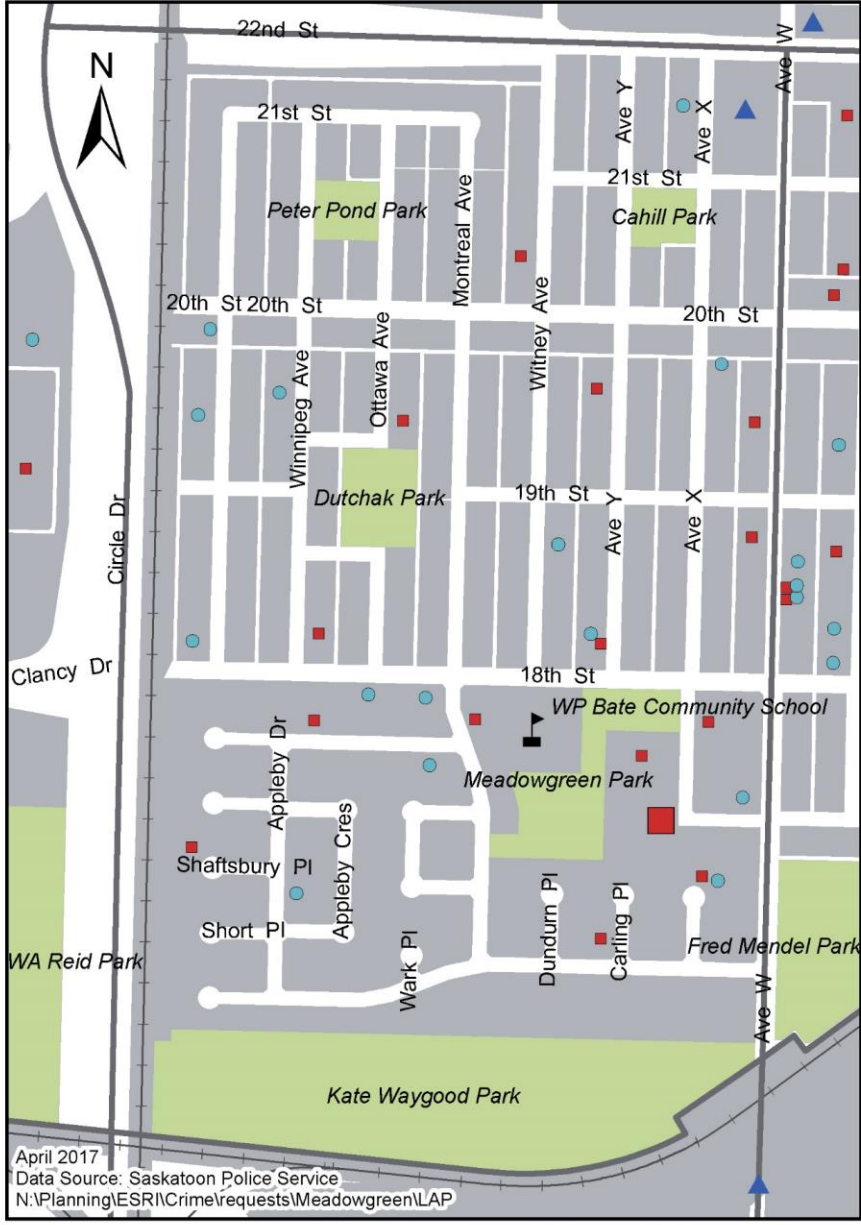 22nd St
Ave W
N
Ave Y
Ave X
21st St
21st St
Peter Pond Park
Cahill Park
Montreal Ave
20th St
20th St
20th St
Witney Ave
Ottawa Ave
Winnipeg Ave
19th St
Dutchak Park
Ave Y
Ave X
Circle Dr
18th St
Clancy Dr
WP Bate Community School
Appleby Dr
Meadowgreen Park
Appleby Cres
Shaftsbury Pl
Short Pl
Dundurn Pl
Carling Pl
Wark Pl
Fred Mendel Park
WA Reid Park
Ave W
Kate Waygood Park
April 2017
Data Source: Saskatoon Police Service
N:\Planning\ESRI\Crime\requests\Meadowgreen\LAP